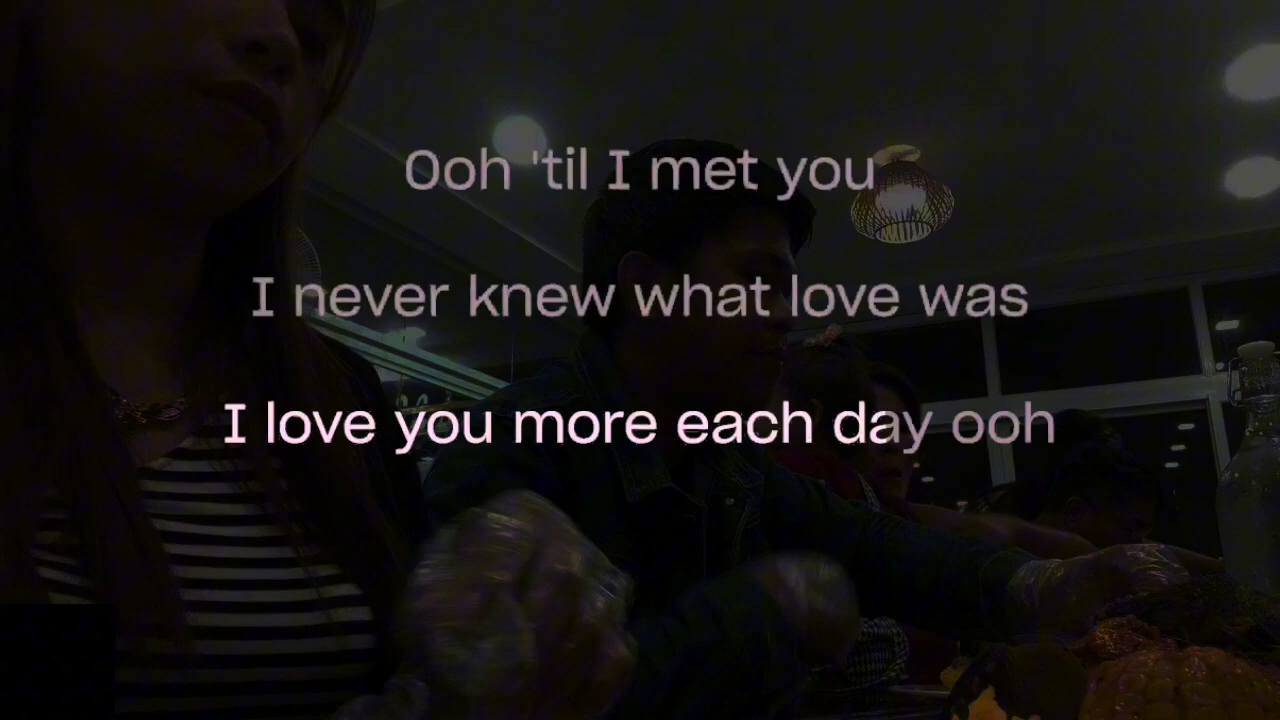 Ooh 'til I met you
I never knew what love was
I love you more each day ooh